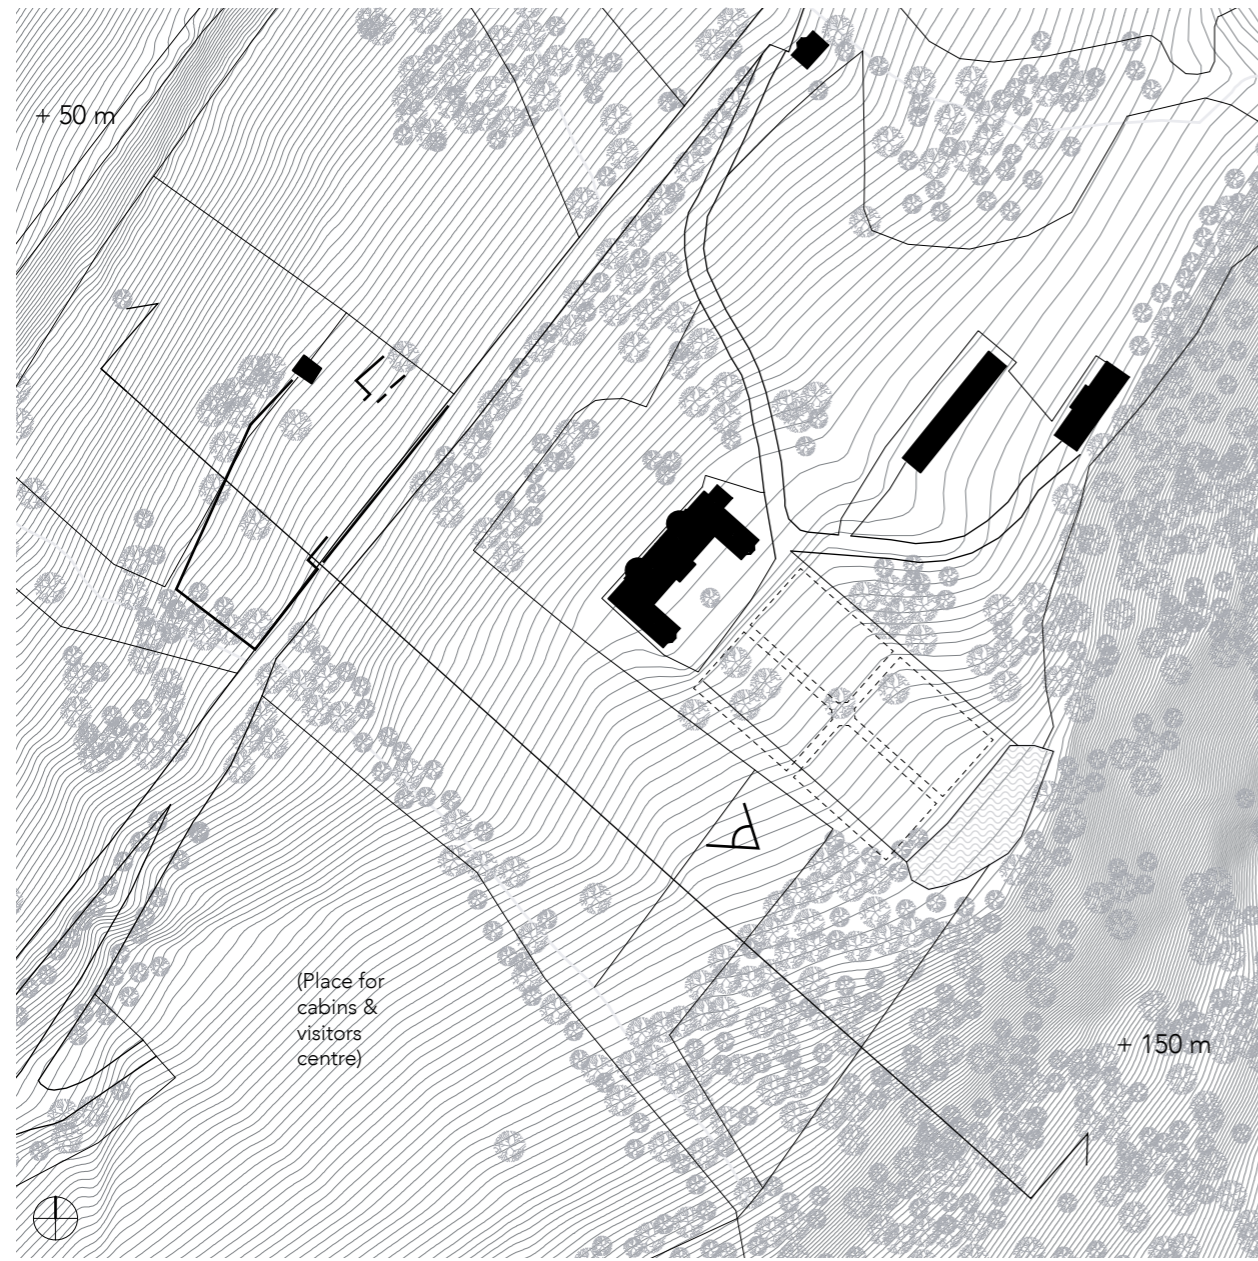 + 50 m
(Place for
cabins &
visitors
centre)
+ 150 m